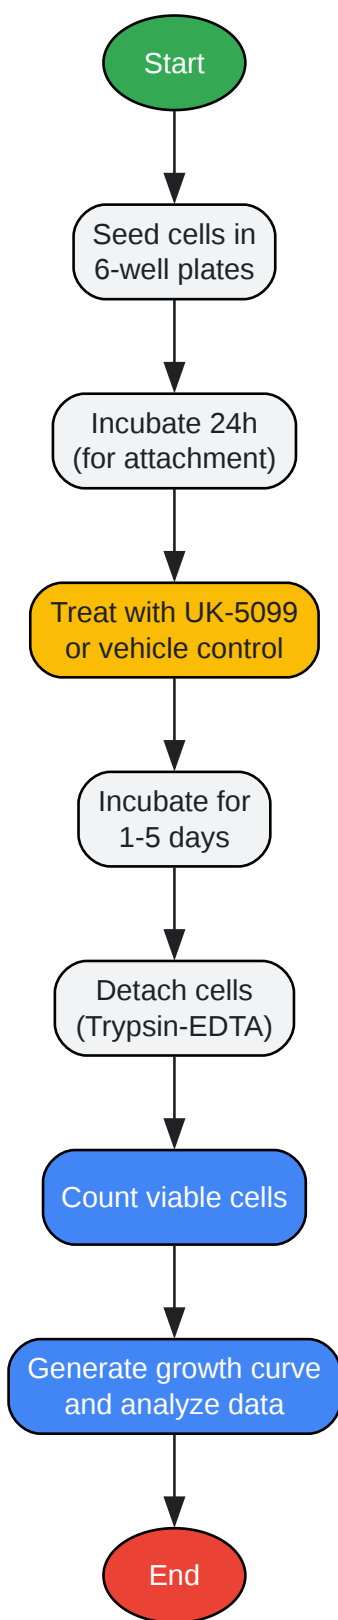 Start
Seed cells in
6-well plates
Incubate 24h
(for attachment)
Treat with UK-5099
or vehicle control
Incubate for
1-5 days
Detach cells
(Trypsin-EDTA)
Count viable cells
Generate growth curve
and analyze data
End